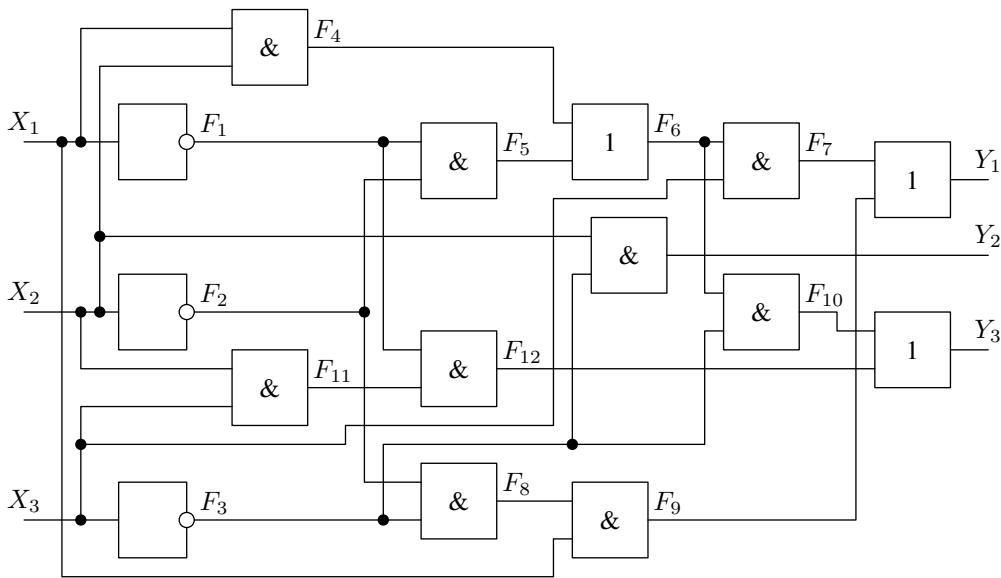 &
F₄
X₁
F₁
&
F₅
1
F₆
&
F₇
1
Y₁
&
Y₂
X₂
F₂
&
F₁₀
1
Y₃
&
F₁₁
&
F₁₂
X₃
F₃
&
F₈
&
F₉